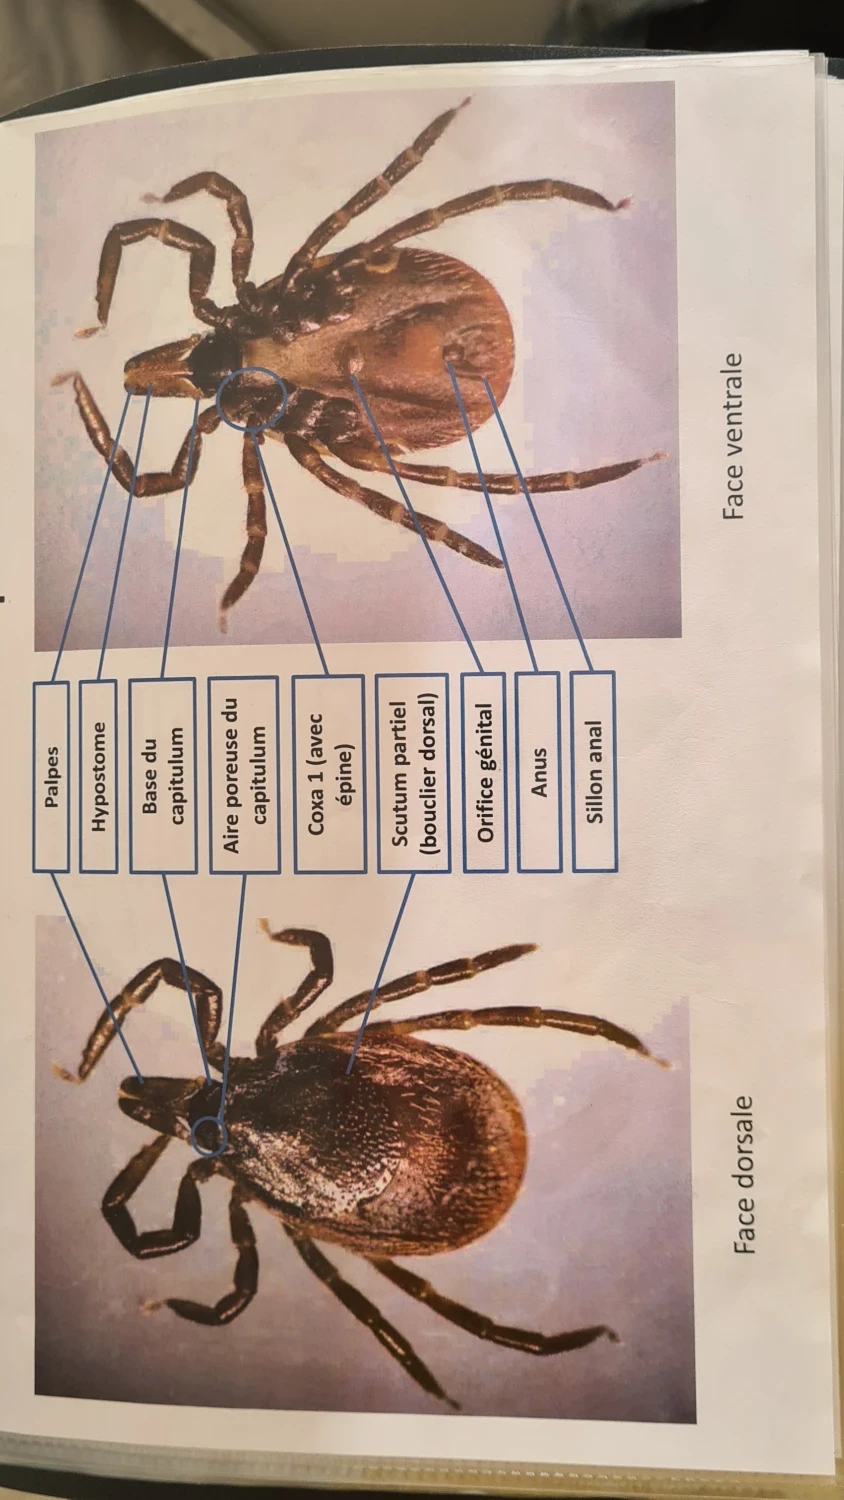 Palpes
Hypostome
Base du
capitulum
Aire poreuse du
capitulum
Coxa 1 (avec
épine)
Scutum partiel
(bouclier dorsal)
Orifice génital
Anus
Sillon anal
Face dorsale
Face ventrale